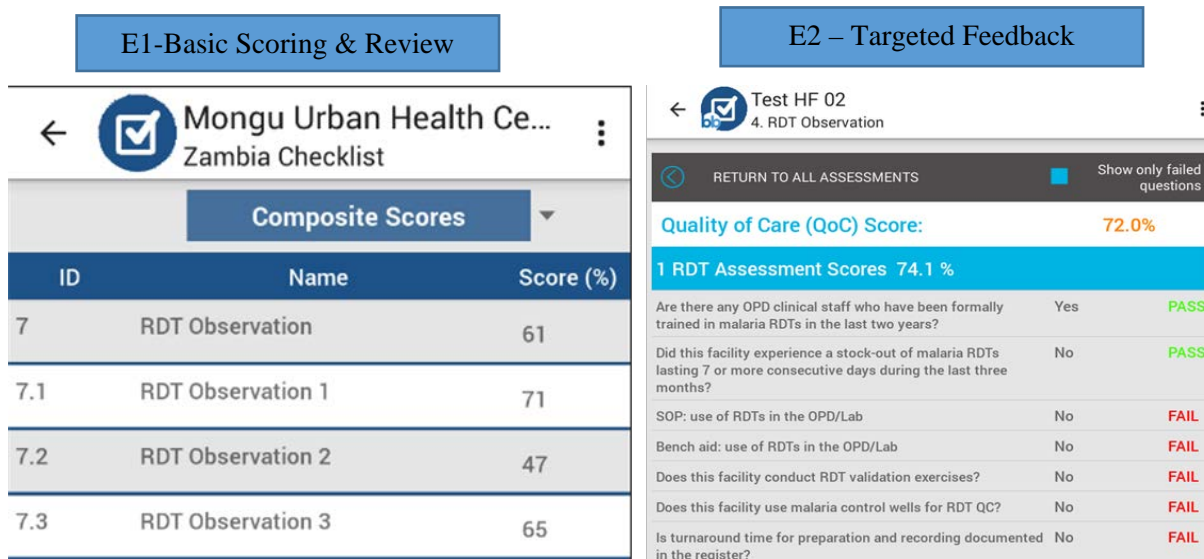 E1-Basic Scoring & Review
Mongu Urban Health Ce...
Zambia Checklist
Composite Scores
ID Name Score (%)
7 RDT Observation 61
7.1 RDT Observation 1 71
7.2 RDT Observation 2 47
7.3 RDT Observation 3 65
E2 – Targeted Feedback
Test HF 02
4. RDT Observation
RETURN TO ALL ASSESSMENTS Show only failed
questions
Quality of Care (QoC) Score: 72.0%
1 RDT Assessment Scores 74.1 %
Are there any OPD clinical staff who have been formally Yes PASS
trained in malaria RDTs in the last two years?
Did this facility experience a stock-out of malaria RDTs No PASS
lasting 7 or more consecutive days during the last three
months?
SOP: use of RDTs in the OPD/Lab No FAIL
Bench aid: use of RDTs in the OPD/Lab No FAIL
Does this facility conduct RDT validation exercises? No FAIL
Does this facility use malaria control wells for RDT QC? No FAIL
Is turnaround time for preparation and recording documented No FAIL
in the register?